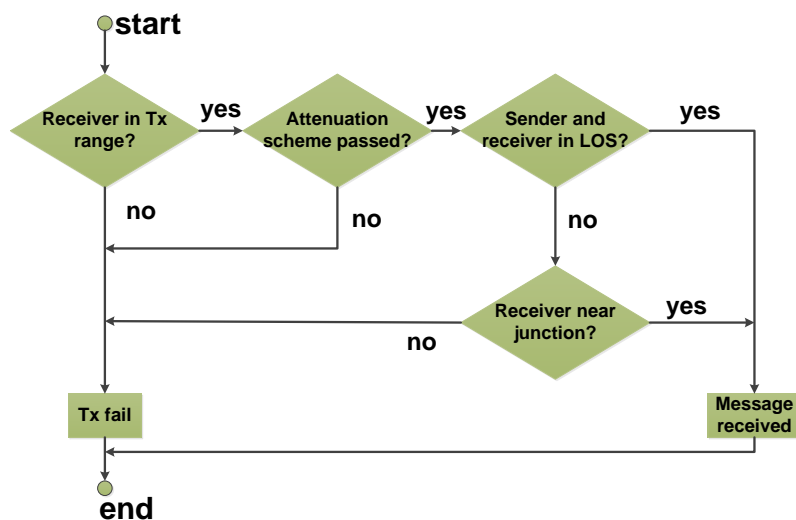 start
Receiver in Tx
range?
yes
Attenuation
scheme passed?
yes
Sender and
receiver in LOS?
yes
no
no
no
Receiver near
junction?
yes
no
Tx fail
Message
received
end